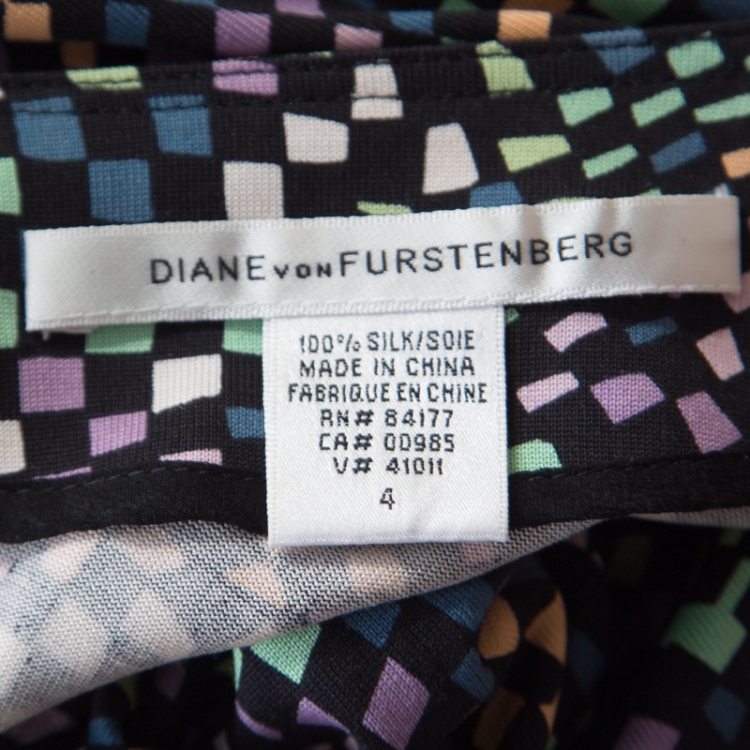 DIANE VON FURSTENBERG
100% SILK/SOIE
MADE IN CHINA
FABRIQUE EN CHINE
RN# 84177
CA# 00985
V# 41011
4